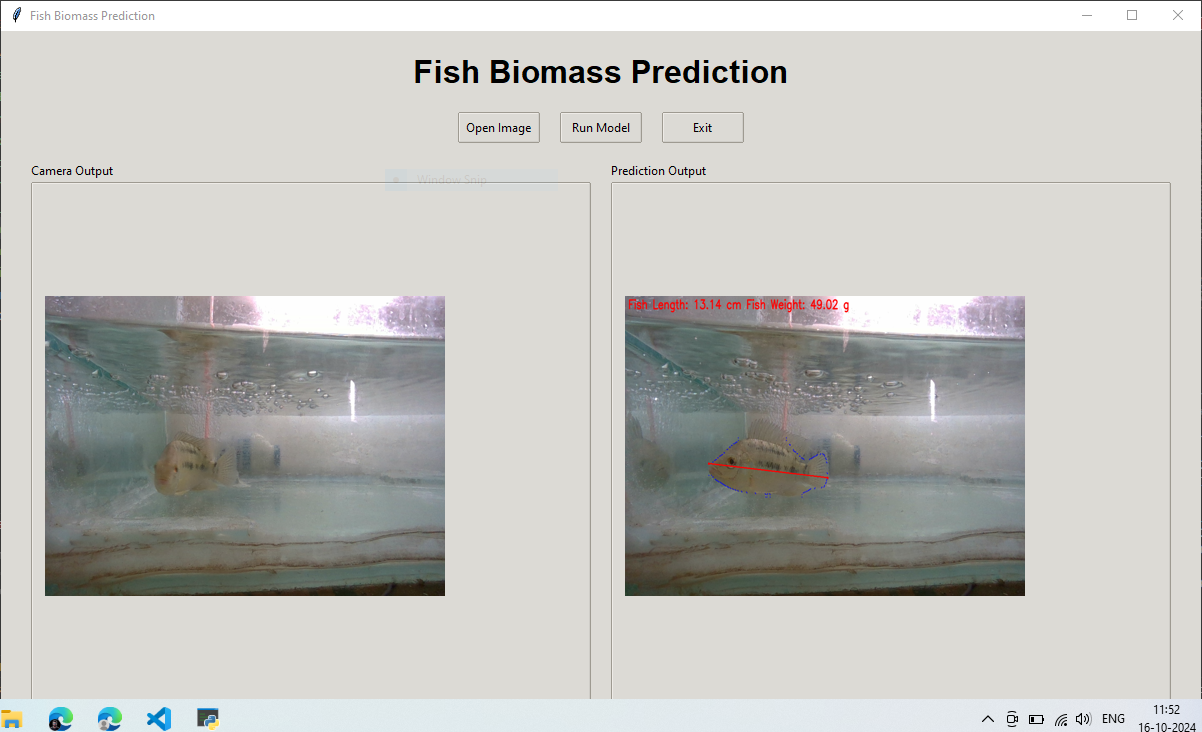 Fish Biomass Prediction
Fish Biomass Prediction
Open Image Run Model Exit
Camera Output
Window Snip
Prediction Output
Fish Length: 13.14 cm Fish Weight: 49.02 g
ENG
11:52
16-10-2024